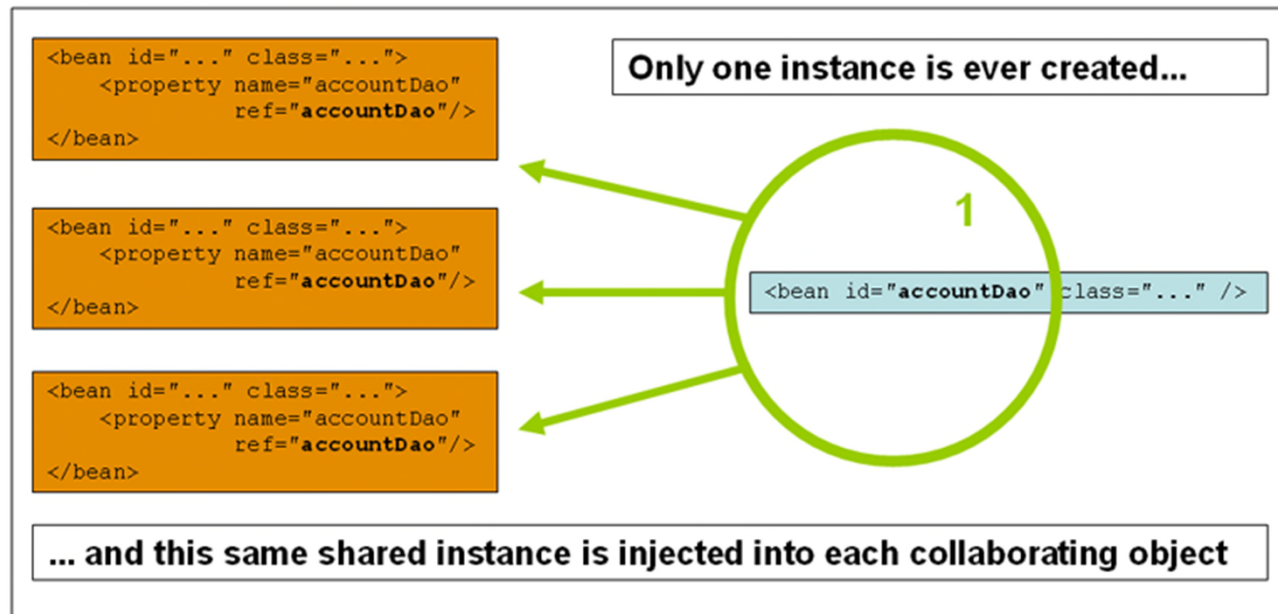 <bean id="..." class="...">
    <property name="accountDao"
              ref="accountDao"/>
</bean>
Only one instance is ever created...
1
<bean id="..." class="...">
    <property name="accountDao"
              ref="accountDao"/>
</bean>
<bean id="accountDao" class="..." />
<bean id="..." class="...">
    <property name="accountDao"
              ref="accountDao"/>
</bean>
... and this same shared instance is injected into each collaborating object